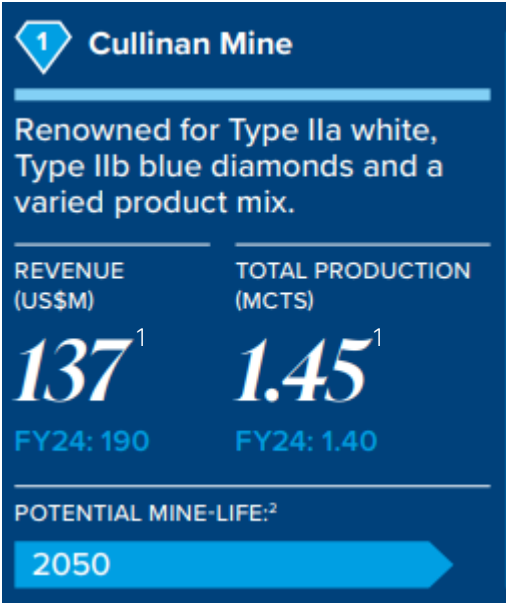 1 Cullinan Mine
Renowned for Type IIa white,
Type IIb blue diamonds and a
varied product mix.
REVENUE
(US$M)
137¹
FY24: 190
TOTAL PRODUCTION
(MCTS)
1.45¹
FY24: 1.40
POTENTIAL MINE-LIFE:²
2050